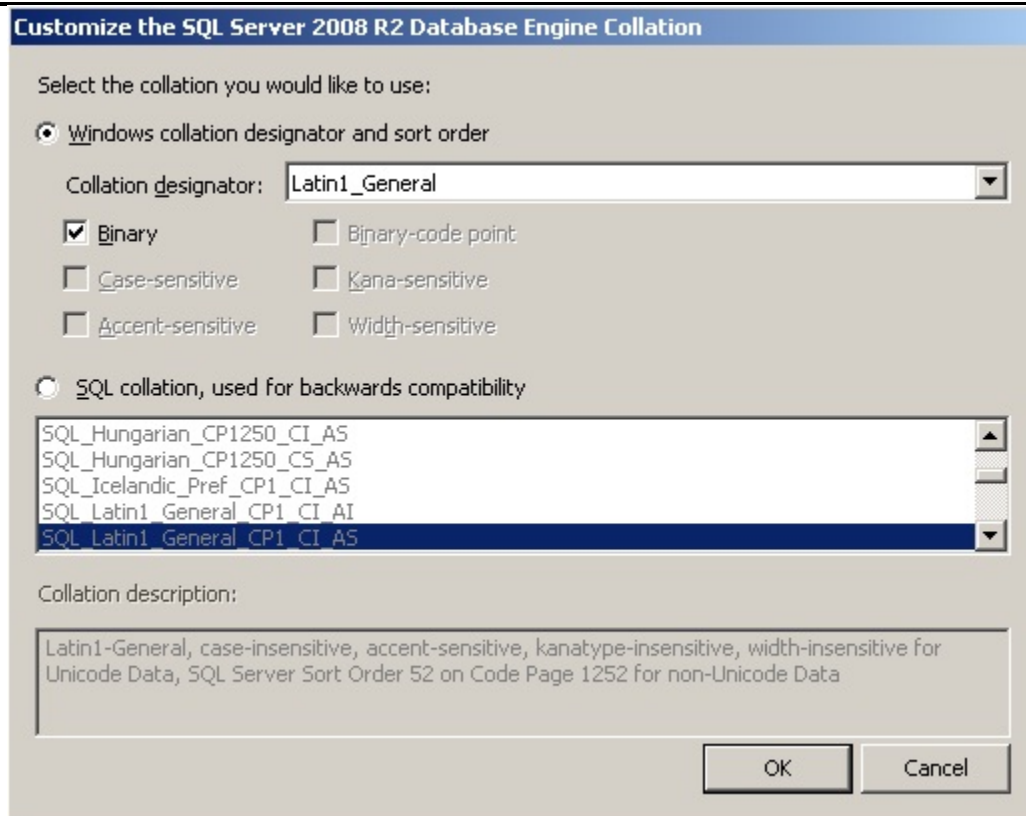 Customize the SQL Server 2008 R2 Database Engine Collation
Select the collation you would like to use:
Windows collation designator and sort order
Collation designator: Latin1_General
Binary Binary-code point
Case-sensitive Kana-sensitive
Accent-sensitive Width-sensitive
SQL collation, used for backwards compatibility
SQL_Hungarian_CP1250_CI_AS
SQL_Hungarian_CP1250_CS_AS
SQL_Icelandic_Pref_CP1_CI_AS
SQL_Latin1_General_CP1_CI_AI
SQL_Latin1_General_CP1_CI_AS
Collation description:
Latin1-General, case-insensitive, accent-sensitive, kanatype-insensitive, width-insensitive for
Unicode Data, SQL Server Sort Order 52 on Code Page 1252 for non-Unicode Data
OK Cancel